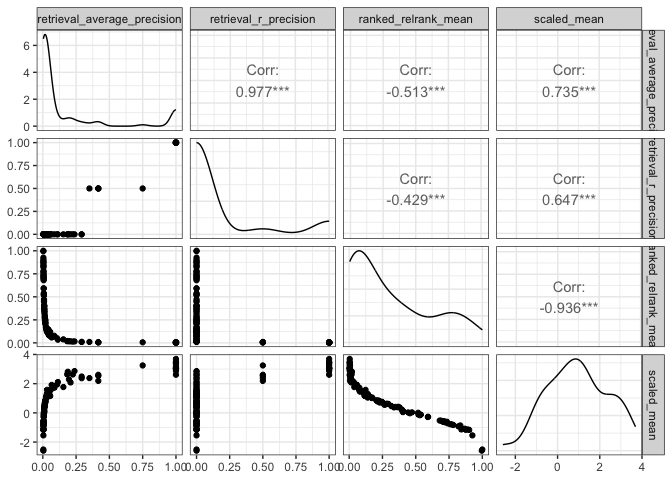 retrieval_average_precision
retrieval_r_precision
ranked_relrank_mean
scaled_mean
6
4
2
0
Corr:
0.977***
Corr:
-0.513***
Corr:
0.735***
eval_average_preci
1.00
0.75
0.50
0.25
0.00
Corr:
-0.429***
Corr:
0.647***
retrieval_r_precision
1.00
0.75
0.50
0.25
0.00
Corr:
-0.936***
anked_relrank_mea
4
2
0
-2
scaled_mean
0.00 0.25 0.50 0.75 1.00
0.00 0.25 0.50 0.75 1.00
0.00 0.25 0.50 0.75 1.00
-2 0 2 4